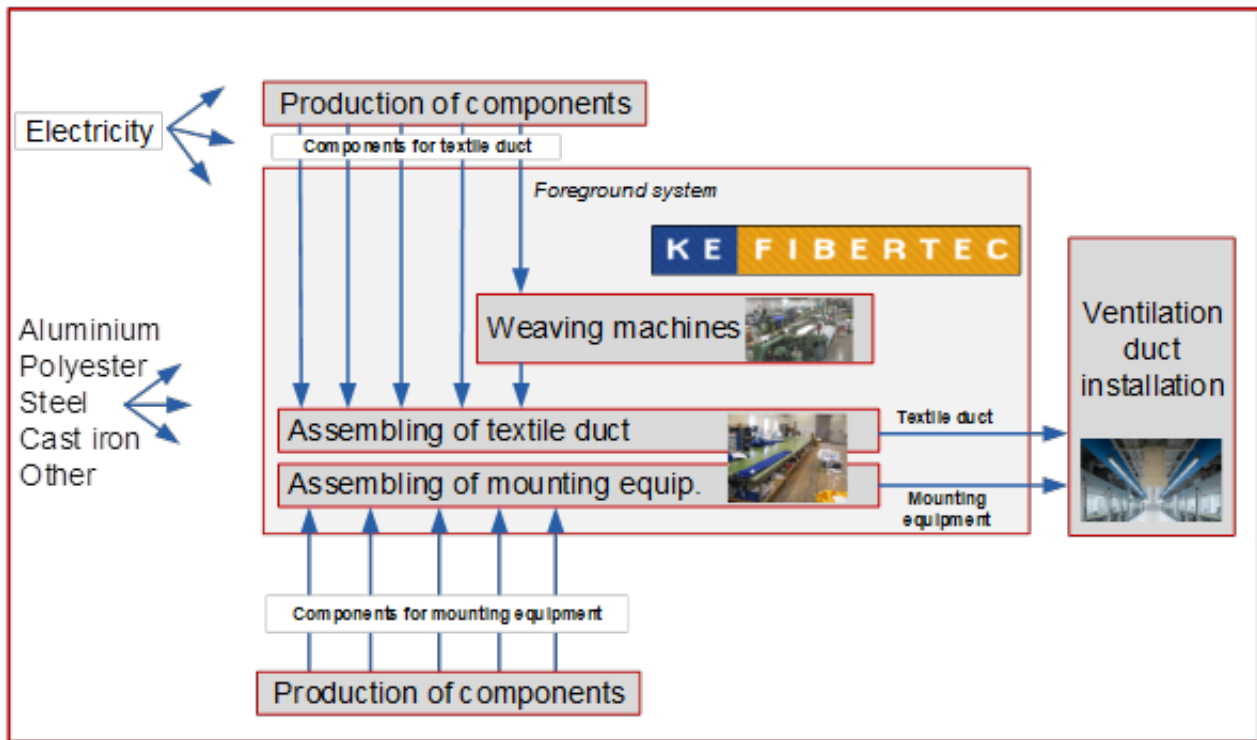 Production of components
Electricity
Components for textile duct
Foreground system
KE FIBERTEC
Weaving machines
Ventilation
duct
installation
Aluminium
Polyester
Steel
Cast iron
Other
Assembling of textile duct
Textile duct
Assembling of mounting equip.
Mounting
equipment
Components for mounting equipment
Production of components